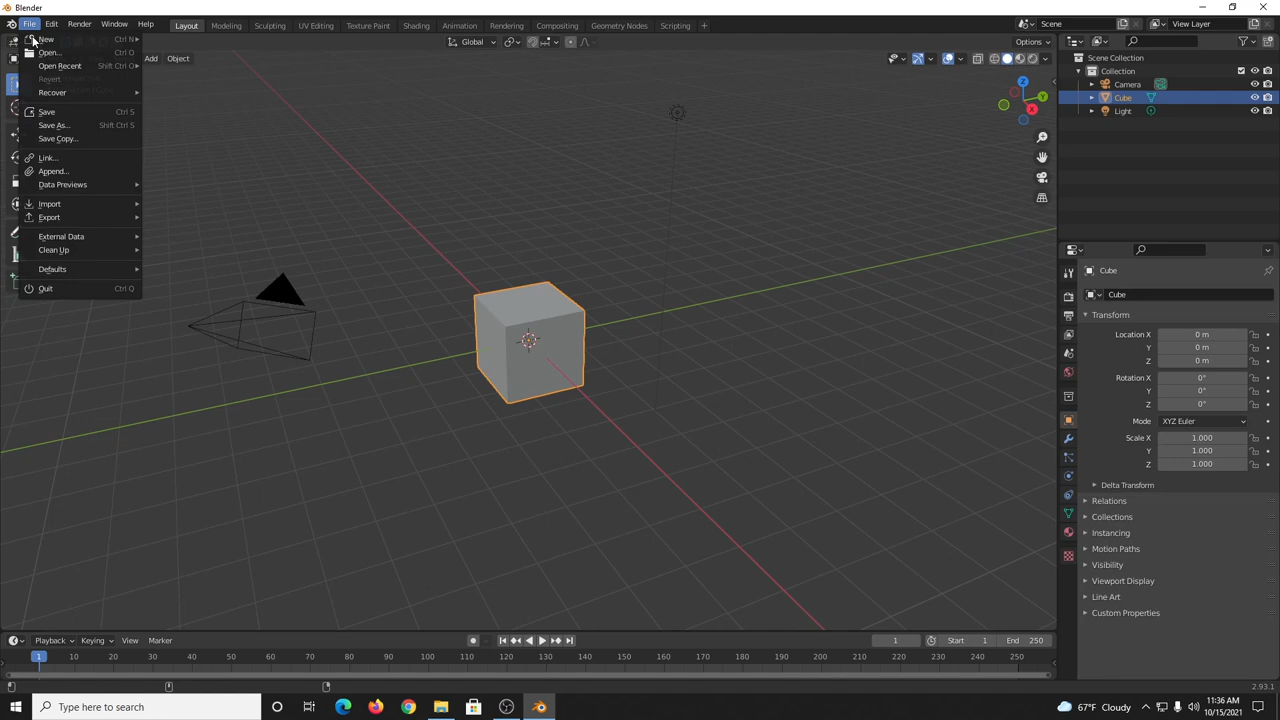 Blender
File Edit Render Window Help Layout Modeling Sculpting UV Editing Texture Paint Shading Animation Rendering Compositing Geometry Nodes Scripting + Scene View Layer
Global Options
Add Object
New Ctrl N
Open... Ctrl O
Open Recent Shift Ctrl O
Revert
Recover
Save Ctrl S
Save As... Shift Ctrl S
Save Copy...
Link...
Append...
Data Previews
Import
Export
External Data
Clean Up
Defaults
Quit Ctrl Q
Z
Y
X
Scene Collection
Collection
Camera
Cube
Light
Cube
Cube
Transform
Location X 0 m
Y 0 m
Z 0 m
Rotation X 0°
Y 0°
Z 0°
Mode XYZ Euler
Scale X 1.000
Y 1.000
Z 1.000
Delta Transform
Relations
Collections
Instancing
Motion Paths
Visibility
Viewport Display
Line Art
Custom Properties
Playback Keying View Marker 1 Start 1 End 250
1 10 20 30 40 50 60 70 80 90 100 110 120 130 140 150 160 170 180 190 200 210 220 230 240 250
2.93.1
Type here to search 67°F Cloudy 11:36 AM
10/15/2021